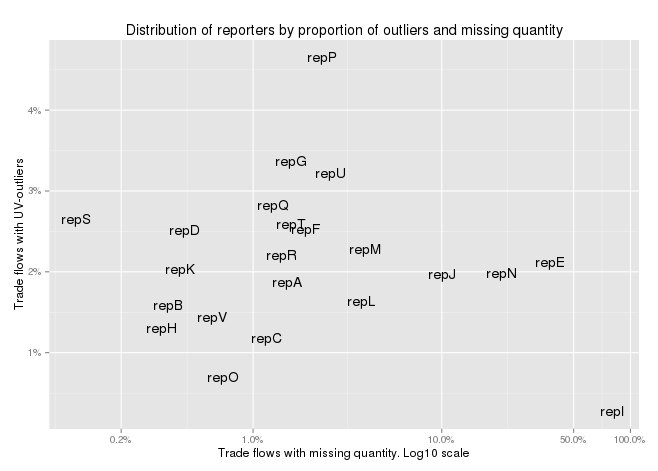 Distribution of reporters by proportion of outliers and missing quantity
repP
4%
repG
repU
3%
repQ
repS
repT
repF
repD
repM
repR
repE
repK
2%
repJ
repN
repA
repL
repB
repV
repH
repC
1%
repO
repI
0.2%
1.0%
10.0%
50.0%
100.0%
Trade flows with missing quantity. Log10 scale
Trade flows with UV-outliers